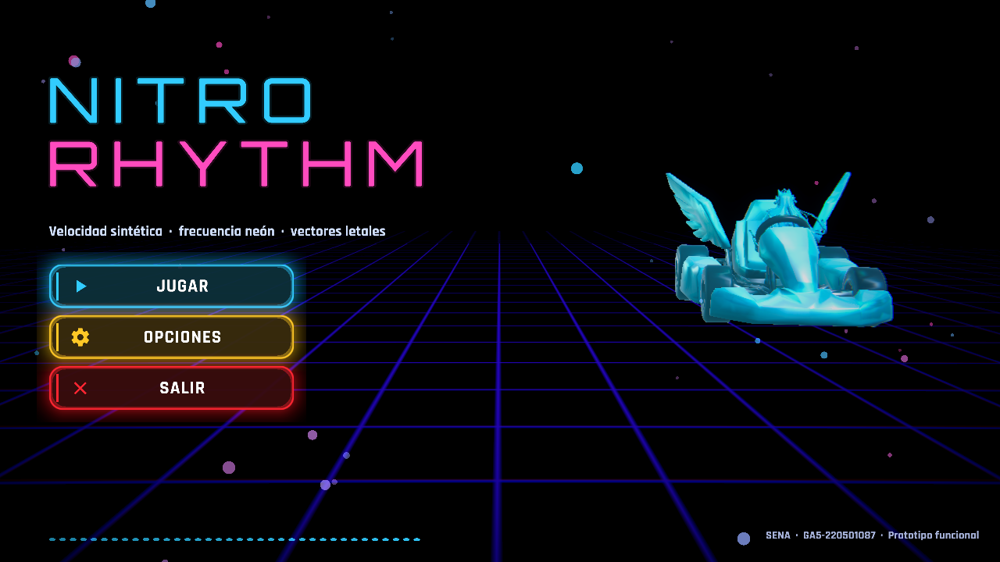 NITRO
RHYTHM
Velocidad sintética · frecuencia neón · vectores letales
JUGAR
OPCIONES
SALIR
SENA · GA5-220501087 · Prototipo funcional